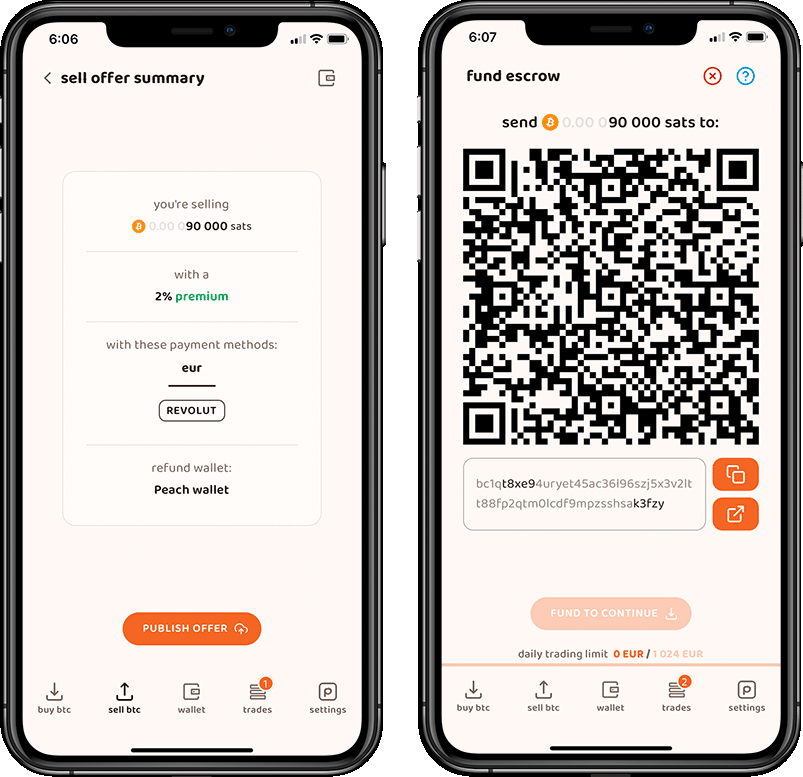 6:06
sell offer summary
you're selling
0.00 090 000 sats
with a
2% premium
with these payment methods:
eur
REVOLUT
refund wallet:
Peach wallet
PUBLISH OFFER
1
buy btc sell btc wallet trades settings
6:07
fund escrow
send 0.00 090 000 sats to:
bc1qt8xe94uryet45ac36l96szj5x3v2lt
t88fp2qtm0lcdf9mpzsshsak3fzy
FUND TO CONTINUE
daily trading limit 0 EUR / 1 024 EUR
2
buy btc sell btc wallet trades settings